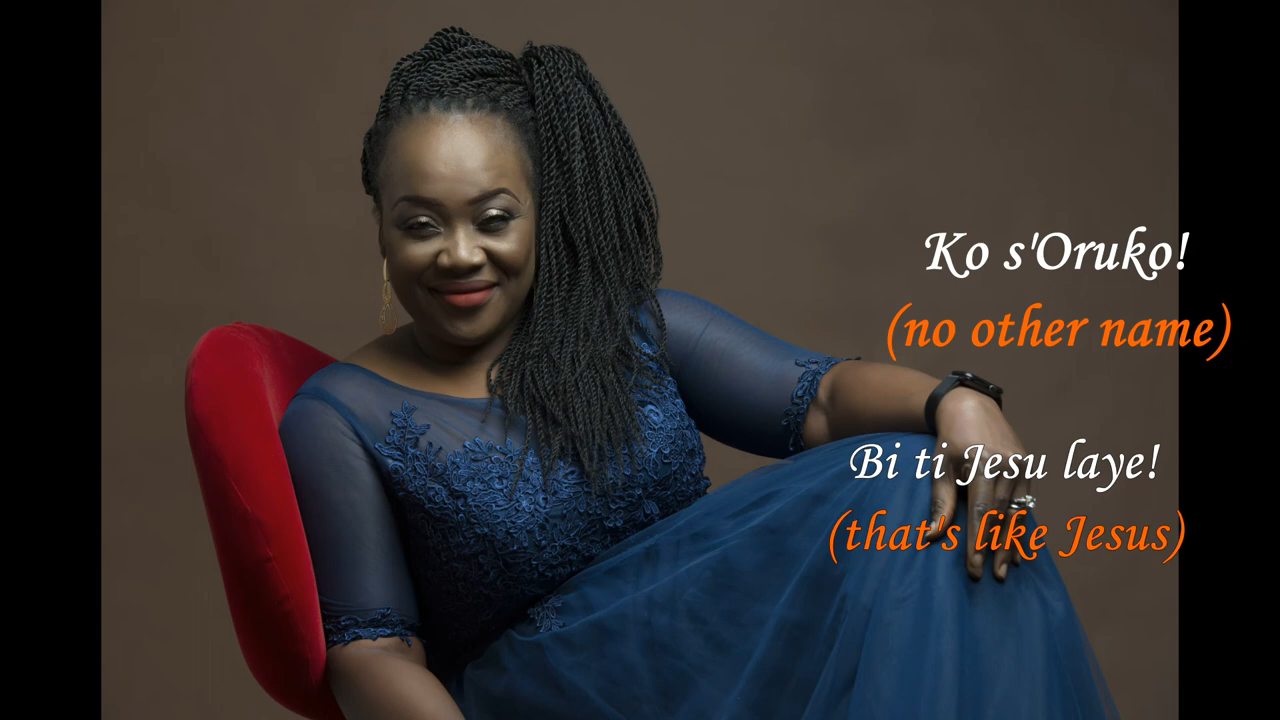 Ko s'Oruko!
(no other name)
Bi ti Jesu laye!
(that's like Jesus)